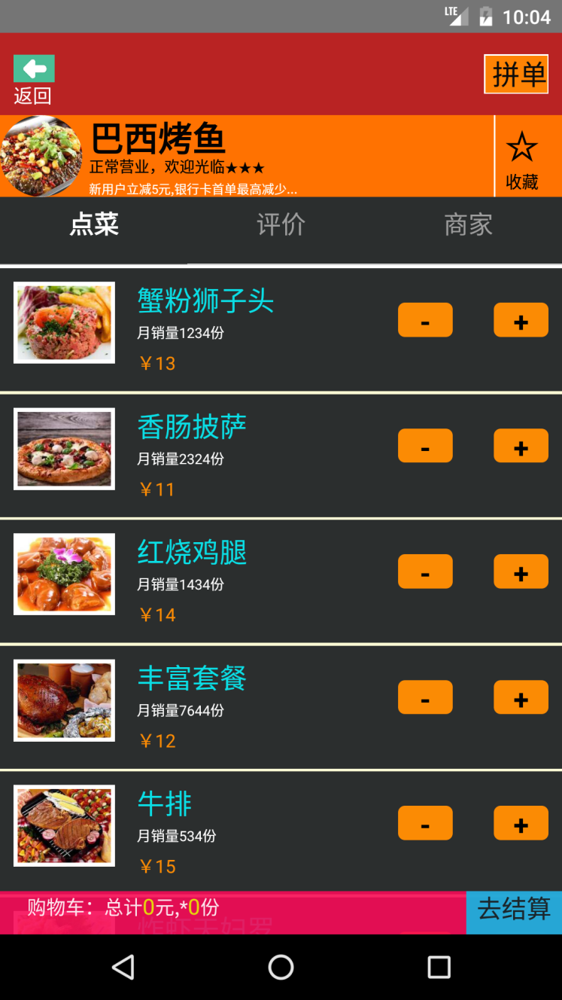 LTE 10:04
返回
拼单
巴西烤鱼
正常营业，欢迎光临★★★
新用户立减5元,银行卡首单最高减少...
☆
收藏
点菜 评价 商家
蟹粉狮子头
月销量1234份
￥13
- +
香肠披萨
月销量2324份
￥11
- +
红烧鸡腿
月销量1434份
￥14
- +
丰富套餐
月销量7644份
￥12
- +
牛排
月销量534份
￥15
- +
购物车：总计0元,*0份
去结算
炸虾天妇罗